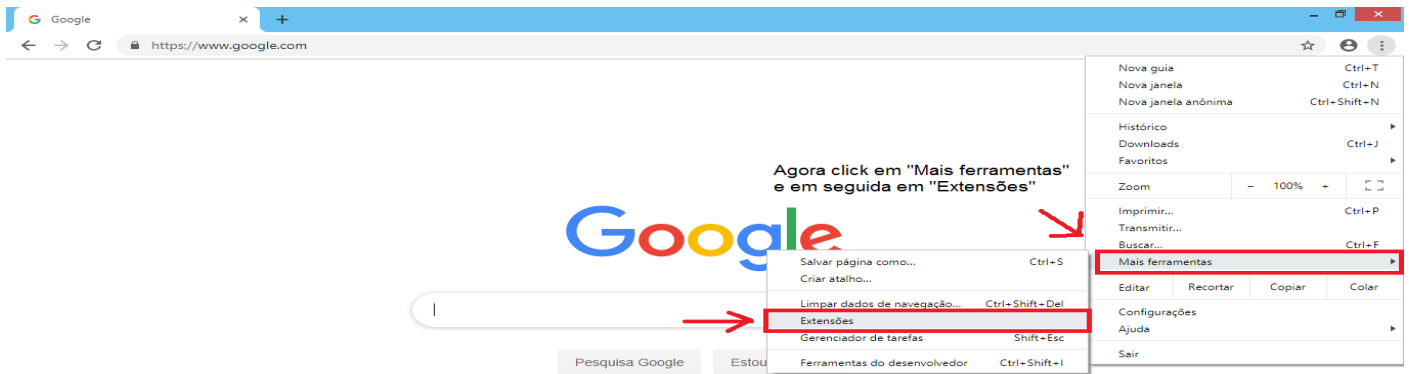 Google
https://www.google.com
Nova guia Ctrl+T
Nova janela Ctrl+N
Nova janela anônima Ctrl+Shift+N
Histórico
Downloads Ctrl+J
Favoritos
Zoom - 100% +
Imprimir... Ctrl+P
Transmitir...
Buscar... Ctrl+F
Mais ferramentas
Editar Recortar Copiar Colar
Configurações
Ajuda
Sair
Agora click em "Mais ferramentas"
e em seguida em "Extensões"
Google
Salvar página como... Ctrl+S
Criar atalho...
Limpar dados de navegação... Ctrl+Shift+Del
Extensões
Gerenciador de tarefas Shift+Esc
Ferramentas do desenvolvedor Ctrl+Shift+I
Pesquisa Google Estou